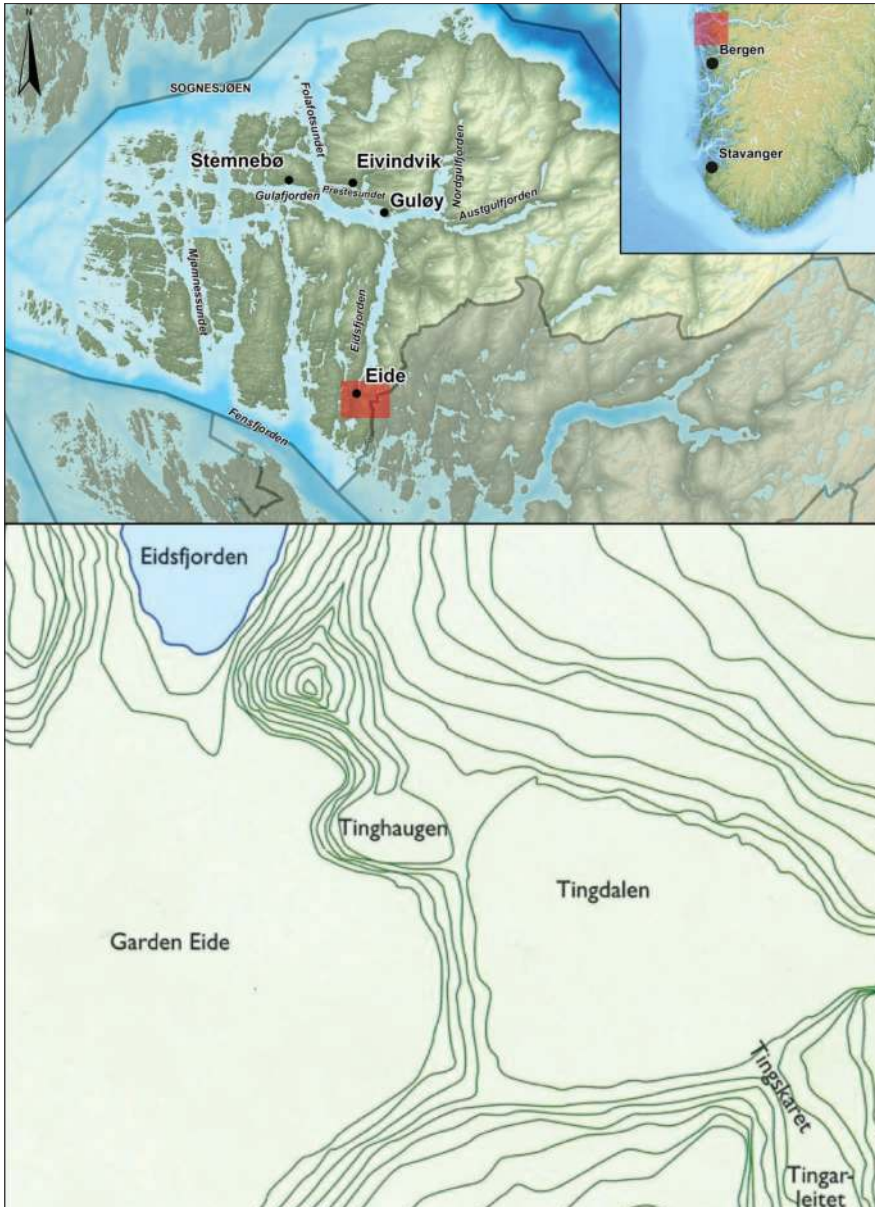 N
SOGNESJØEN
Folafotsundet
Nordgulfjorden
Stemnebø
Eivindvik
Gulafjorden
Prestesundet
Guløy
Austgulfjorden
Mjømnessundet
Eidsfjorden
Eide
Fensfjorden
Bergen
Stavanger
Eidsfjorden
Tinghaugen
Tingdalen
Garden Eide
Tingskaret
Tingar-
leitet